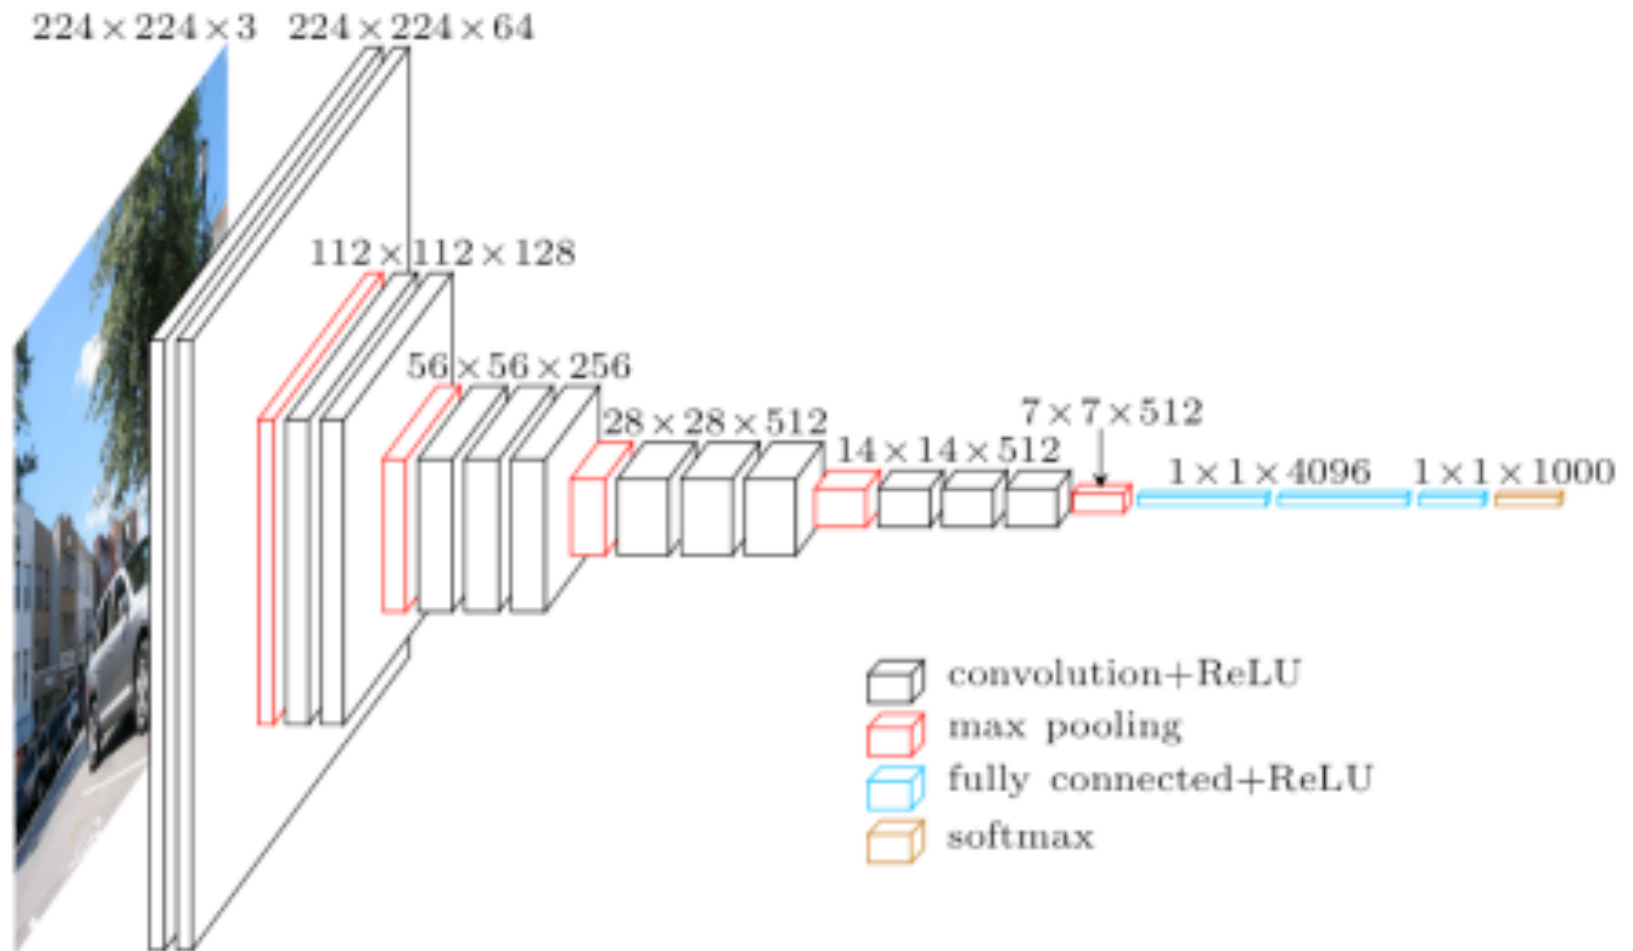 224×224×3
224×224×64
112×112×128
56×56×256
28×28×512
14×14×512
7×7×512
1×1×4096
1×1×1000
convolution+ReLU
max pooling
fully connected+ReLU
softmax